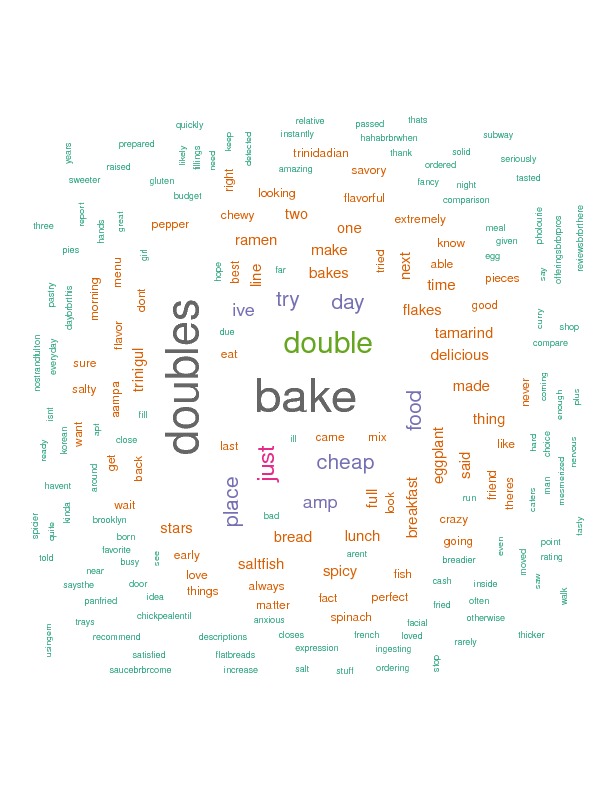 quickly
relative
passed
thats
instantly
hahabrbrwhen
subway
years
prepared
likely
fillings
need
keep
detected
trinidadian
thank
solid
seriously
raised
amazing
savory
ordered
sweeter
gluten
right
looking
fancy
night
tasted
budget
flavorful
comparison
three
report
hands
great
pepper
chewy
two
one
extremely
meal
given
pholourie
offeringsbrbrpros
reviewsbrbrthere
pies
girl
ramen
make
tried
next
know
egg
hope
best
line
far
bakes
able
time
pieces
say
pastry
daybrbrthis
morning
menu
dont
ive
try
day
flakes
good
curry
shop
nostrandfulton
everyday
flavor
trinigul
doubles
due
double
tamarind
compare
eat
delicious
sure
salty
aampa
bake
food
made
never
coming
enough
plus
isnt
want
apt
fill
thing
ready
korean
close
last
ill
came
mix
eggplant
like
hard
choice
nervous
around
get
back
just
cheap
said
friend
theres
caters
man
mesmerized
havent
place
amp
full
look
breakfast
run
spicier
quite
kinda
wait
bad
crazy
tasty
brooklyn
born
stars
bread
lunch
going
even
point
told
favorite
busy
see
early
arent
breadier
moved
rating
near
saltfish
spicy
fish
saw
walk
saysthe
door
love
things
always
cash
inside
panfried
idea
matter
fact
perfect
fried
often
trays
chickpealentil
anxious
spinach
facial
otherwise
usingem
recommend
descriptions
closes
french
loved
rarely
thicker
satisfied
flatbreads
expression
ingesting
stop
saucebrbrcome
increase
salt
stuff
ordering